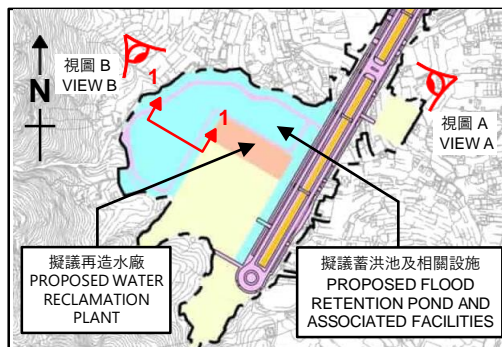 視圖 B
VIEW B
1
1
N
視圖 A
VIEW A
擬議再造水廠
PROPOSED WATER
RECLAMATION
PLANT
擬議蓄洪池及相關設施
PROPOSED FLOOD
RETENTION POND AND
ASSOCIATED FACILITIES